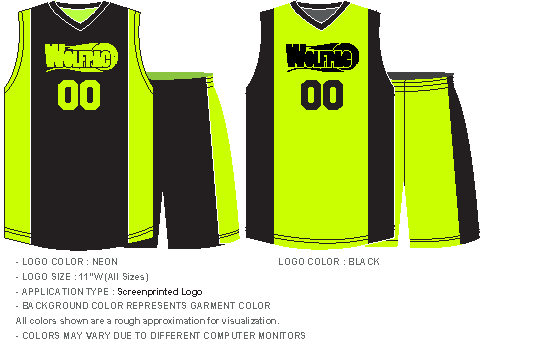 WOLFPAC
00
WOLFPAC
00
- LOGO COLOR : NEON
LOGO COLOR : BLACK
- LOGO SIZE : 11"W(All Sizes)
- APPLICATION TYPE : Screenprinted Logo
- BACKGROUND COLOR REPRESENTS GARMENT COLOR
All colors shown are a rough approximation for visualization.
- COLORS MAY VARY DUE TO DIFFERENT COMPUTER MONITORS